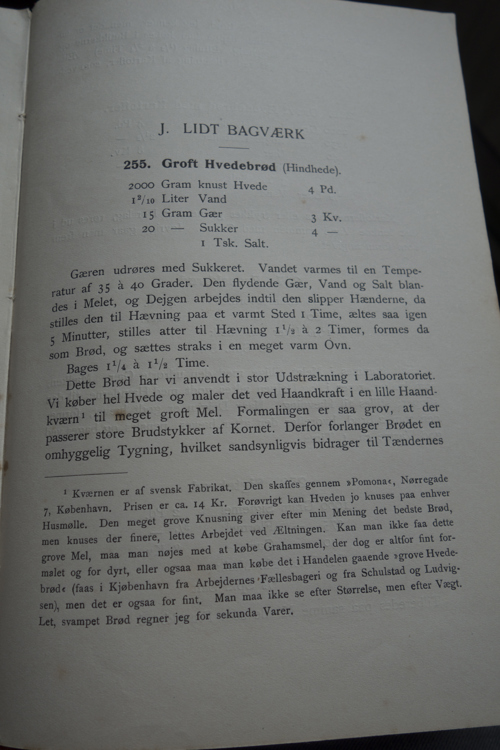 J. LIDT BAGVÆRK
255. Groft Hvedebrød (Hindhede).
2000 Gram knust Hvede 4 Pd.
1³/₁₀ Liter Vand
15 Gram Gær 3 Kv.
20 — Sukker 4 —
1 Tsk. Salt.
Gæren udrøres med Sukkeret. Vandet varmes til en Tempe-
ratur af 35 à 40 Grader. Den flydende Gær, Vand og Salt blan-
des i Melet, og Dejgen arbejdes indtil den slipper Hænderne, da
stilles den til Hævning paa et varmt Sted 1 Time, æltes saa igen
5 Minutter, stilles atter til Hævning 1¹/₂ à 2 Timer, formes da
som Brød, og sættes straks i en meget varm Ovn.
Bages 1¹/₄ à 1¹/₂ Time.
Dette Brød har vi anvendt i stor Udstrækning i Laboratoriet.
Vi køber hel Hvede og maler det ved Haandkraft i en lille Haand-
kværn¹ til meget groft Mel. Formalingen er saa grov, at der
passerer store Brudstykker af Kornet. Derfor forlanger Brødet en
omhyggelig Tygning, hvilket sandsynligvis bidrager til Tændernes
¹ Kværnen er af svensk Fabrikat. Den skaffes gennem »Pomona«, Nørregade
7, København. Prisen er ca. 14 Kr. Forøvrigt kan Hveden jo knuses paa enhver
Husmølle. Den meget grove Knusning giver efter min Mening det bedste Brød,
men knuses der finere, lettes Arbejdet ved Æltningen. Kan man ikke faa dette
grove Mel, maa man nøjes med at købe Grahamsmel, der dog er altfor fint for-
malet og for dyrt, eller ogsaa maa man købe det i Handelen gaaende »grove Hvede-
brød« (faas i Kjøbenhavn fra Arbejdernes Fællesbageri og fra Schulstad og Ludvig-
sen), men det er ogsaa for fint. Man maa ikke se efter Størrelse, men efter Vægt.
Let, svampet Brød regner jeg for sekunda Varer.